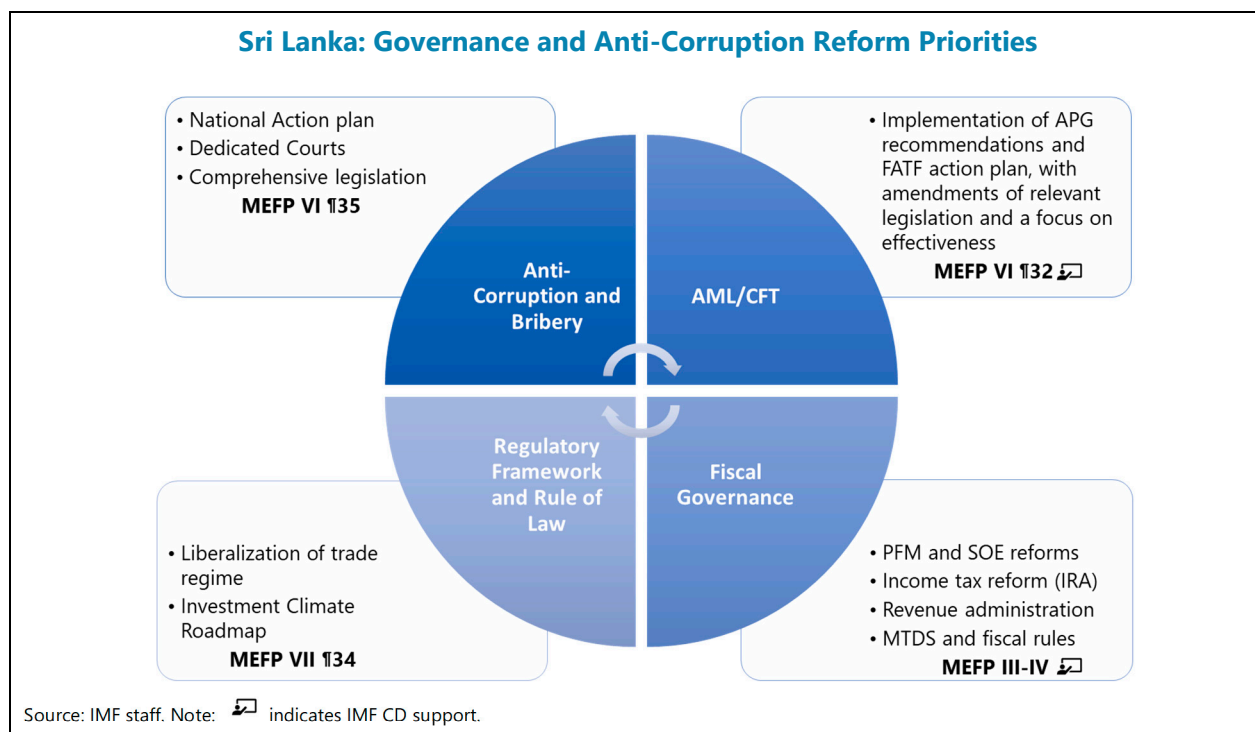 Sri Lanka: Governance and Anti-Corruption Reform Priorities
• National Action plan
• Dedicated Courts
• Comprehensive legislation
MEFP VI ¶35
• Implementation of APG
recommendations and
FATF action plan, with
amendments of relevant
legislation and a focus on
effectiveness
MEFP VI ¶32
Anti-
Corruption and
Bribery
AML/CFT
Regulatory
Framework
and Rule of
Law
Fiscal
Governance
• Liberalization of trade
regime
• Investment Climate
Roadmap
MEFP VII ¶34
• PFM and SOE reforms
• Income tax reform (IRA)
• Revenue administration
• MTDS and fiscal rules
MEFP III-IV
Source: IMF staff. Note: indicates IMF CD support.